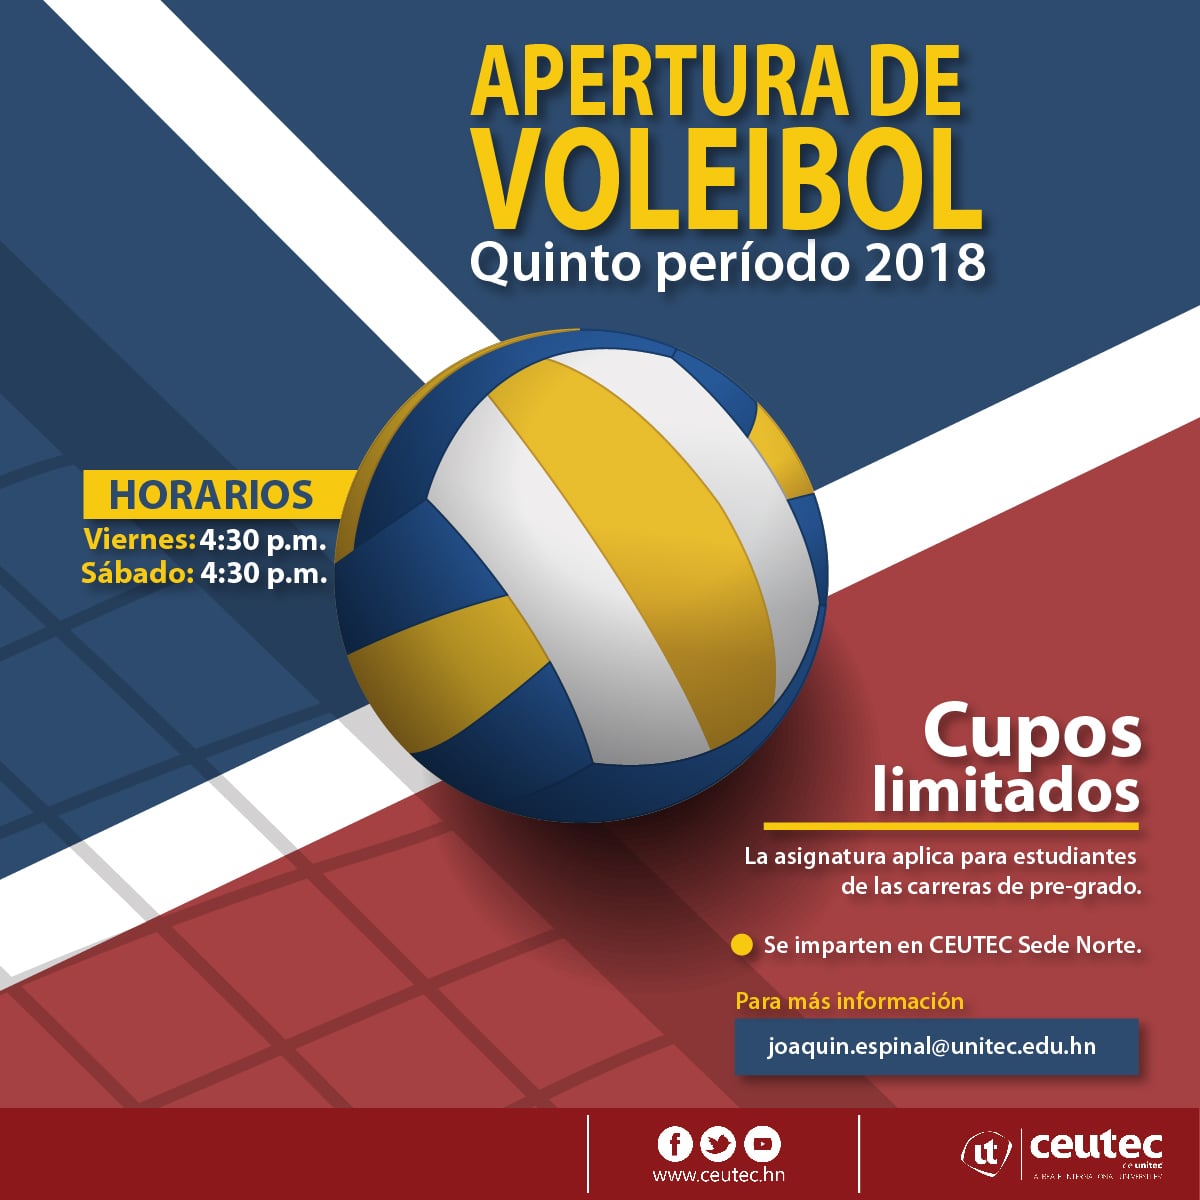 APERTURA DE
VOLEIBOL
Quinto período 2018
HORARIOS
Viernes: 4:30 p.m.
Sábado: 4:30 p.m.
Cupos
limitados
La asignatura aplica para estudiantes
de las carreras de pre-grado.
Se imparten en CEUTEC Sede Norte.
Para más información
joaquin.espinal@unitec.edu.hn
www.ceutec.hn
ceutec
de unitec